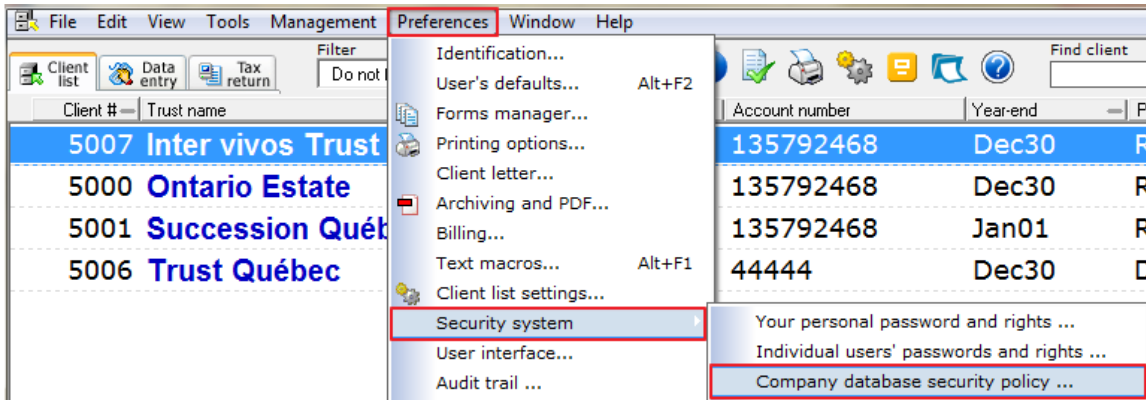 File Edit View Tools Management Preferences Window Help
Client list
Data entry
Tax return
Filter
Do not
Find client
Client # Trust name Account number Year-end P
5007 Inter vivos Trust 135792468 Dec30 R
5000 Ontario Estate 135792468 Dec30 R
5001 Succession Québ 135792468 Jan01 R
5006 Trust Québec 44444 Dec30 D
Identification...
User's defaults... Alt+F2
Forms manager...
Printing options...
Client letter...
Archiving and PDF...
Billing...
Text macros... Alt+F1
Client list settings...
Security system
User interface...
Audit trail ...
Your personal password and rights ...
Individual users' passwords and rights ...
Company database security policy ...